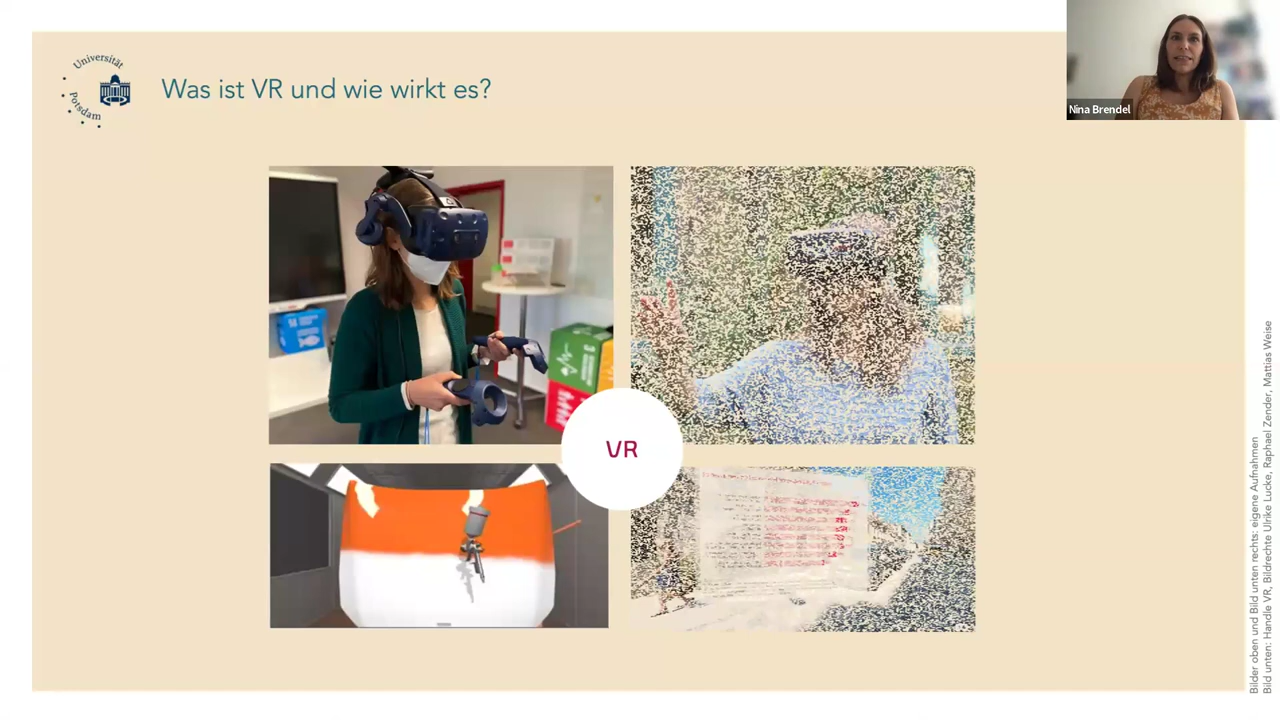 Universität
Potsdam
Was ist VR und wie wirkt es?
Nina Brendel
VR
Bilder oben und Bild unten rechts: eigene Aufnahmen
Bild unten: Handle VR, Bildrechte Ulrike Lucke, Raphael Zender, Mattias Weise